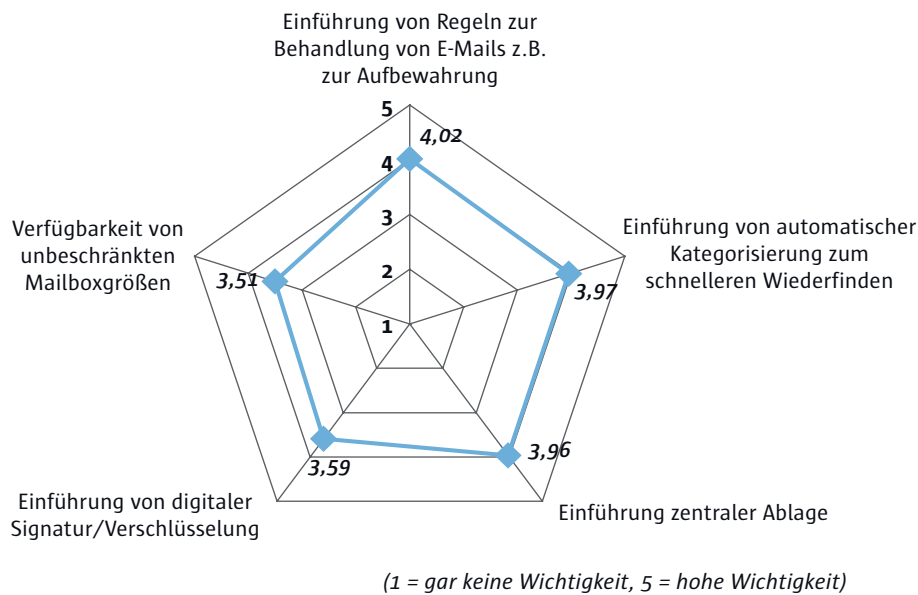 Einführung von Regeln zur
Behandlung von E-Mails z.B.
zur Aufbewahrung
5
4,02
4
3
2
1
Einführung von automatischer
Kategorisierung zum
schnelleren Wiederfinden
3,97
Verfügbarkeit von
unbeschränkten
Mailboxgrößen
3,51
3,96
3,59
Einführung von digitaler
Signatur/Verschlüsselung
Einführung zentraler Ablage
(1 = gar keine Wichtigkeit, 5 = hohe Wichtigkeit)